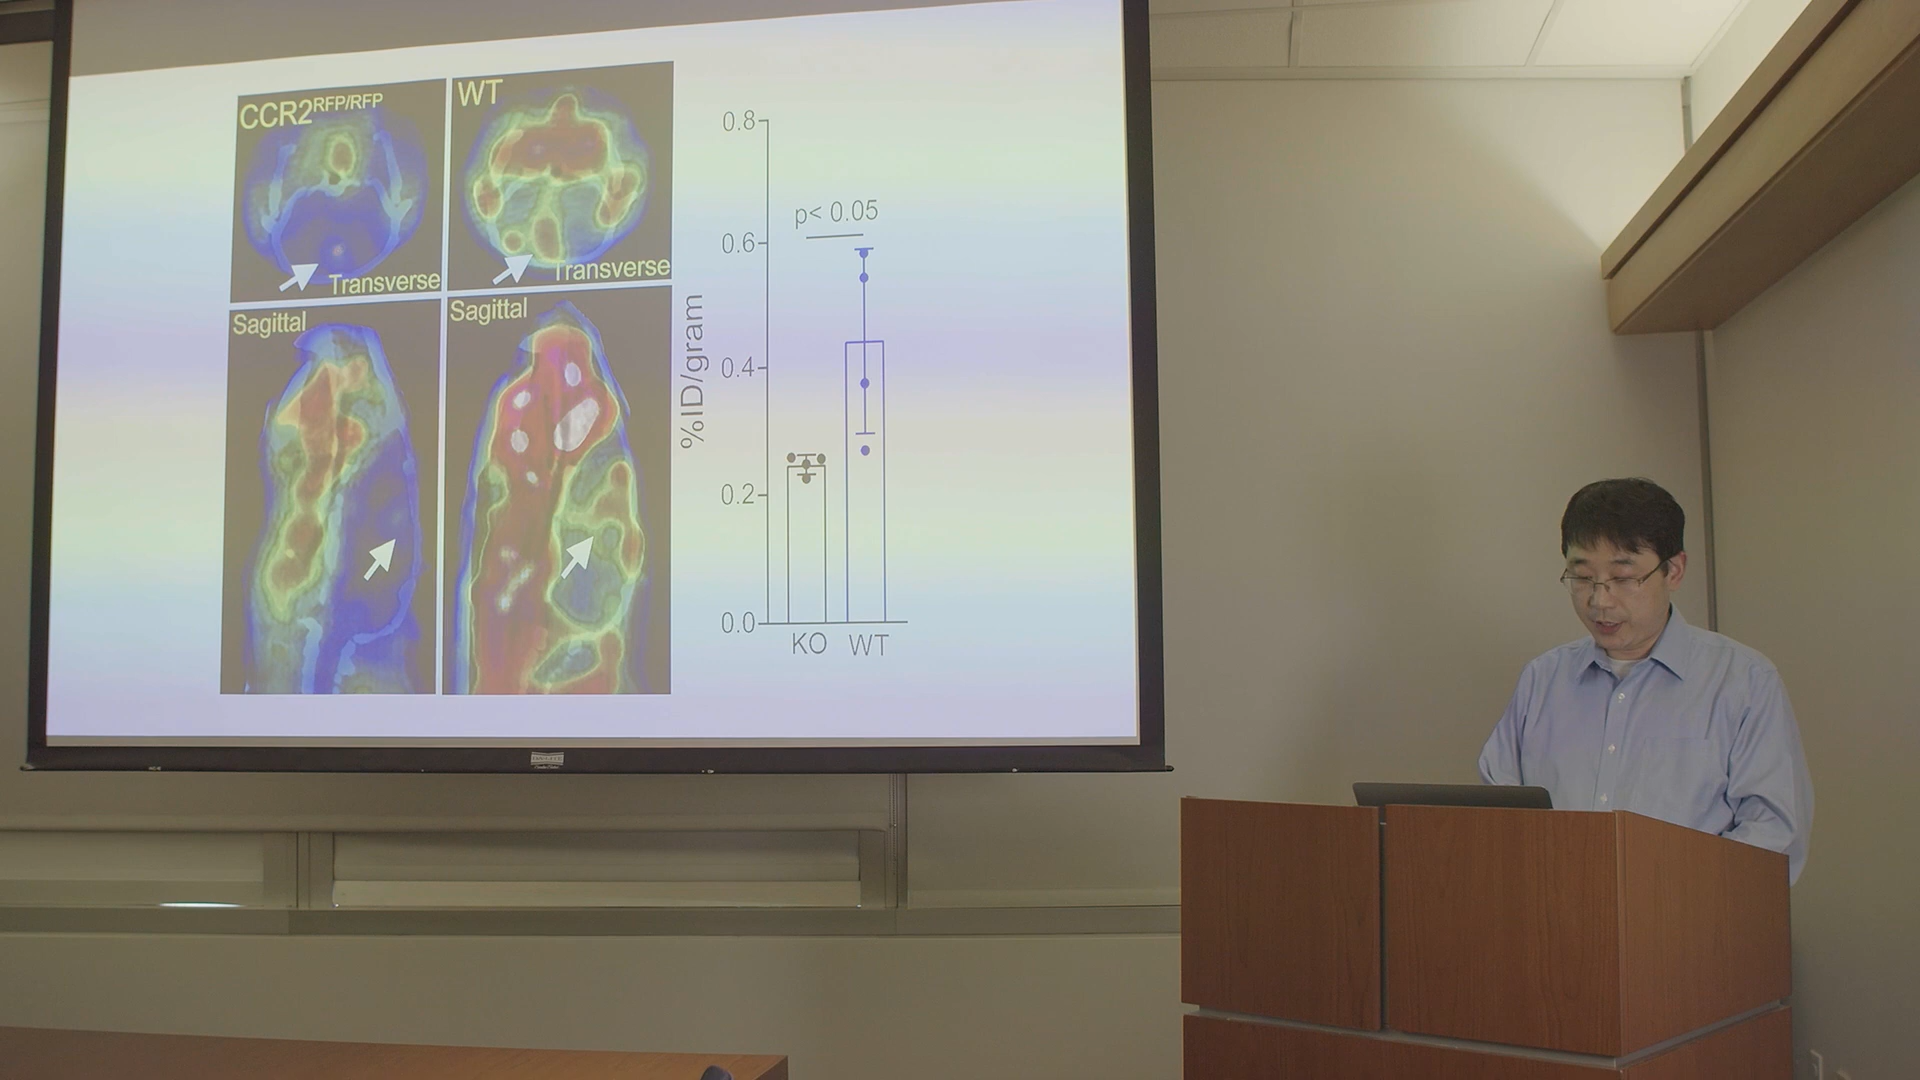 CCR2RFP/RFP
Transverse
WT
Transverse
Sagittal
Sagittal
%ID/gram
0.8
0.6
0.4
0.2
0.0
p< 0.05
KO
WT